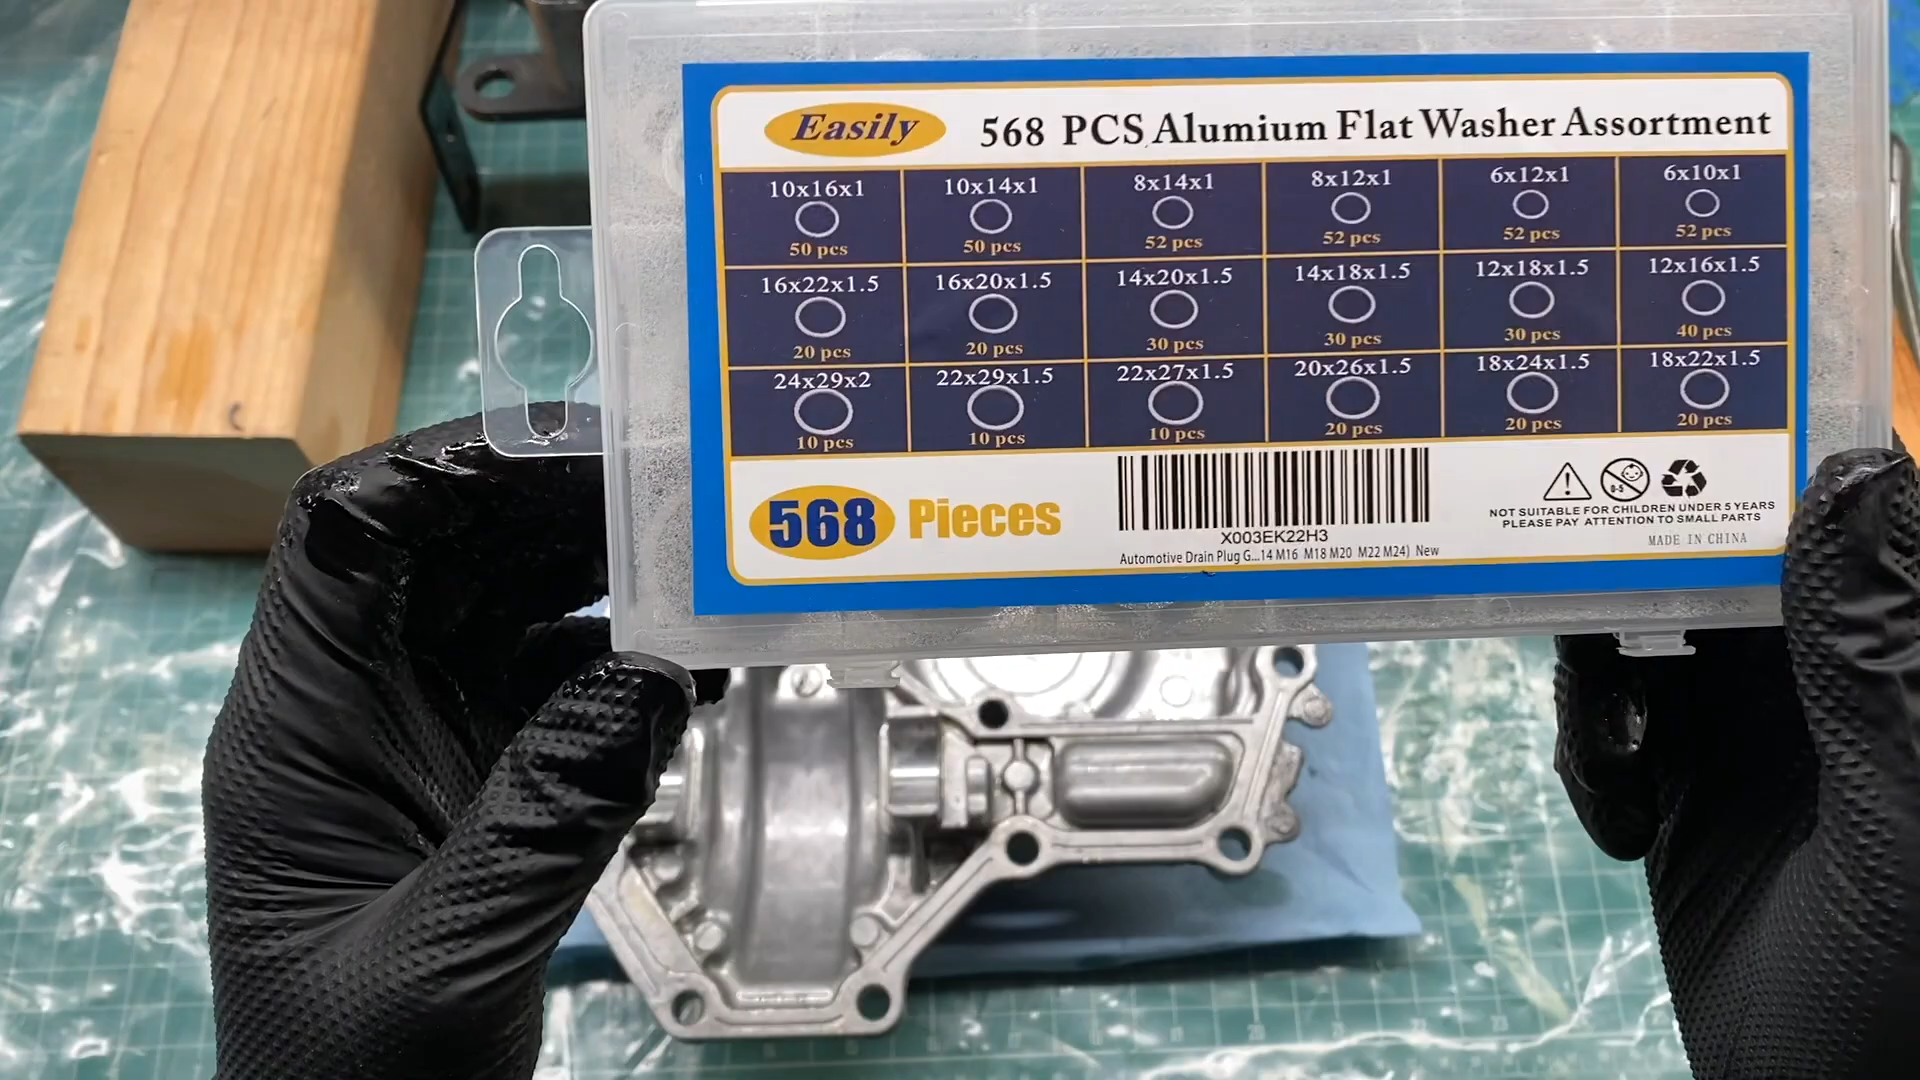 Easily 568 PCS Alumium Flat Washer Assortment
10x16x1 10x14x1 8x14x1 8x12x1 6x12x1 6x10x1
50 pcs 50 pcs 52 pcs 52 pcs 52 pcs 52 pcs
16x22x1.5 16x20x1.5 14x20x1.5 14x18x1.5 12x18x1.5 12x16x1.5
20 pcs 20 pcs 30 pcs 30 pcs 30 pcs 40 pcs
24x29x2 22x29x1.5 22x27x1.5 20x26x1.5 18x24x1.5 18x22x1.5
10 pcs 10 pcs 10 pcs 20 pcs 20 pcs 20 pcs
568 Pieces
X003EK22H3
Automotive Drain Plug G...14 M16 M18 M20 M22 M24) New
0-5
NOT SUITABLE FOR CHILDREN UNDER 5 YEARS
PLEASE PAY ATTENTION TO SMALL PARTS
MADE IN CHINA